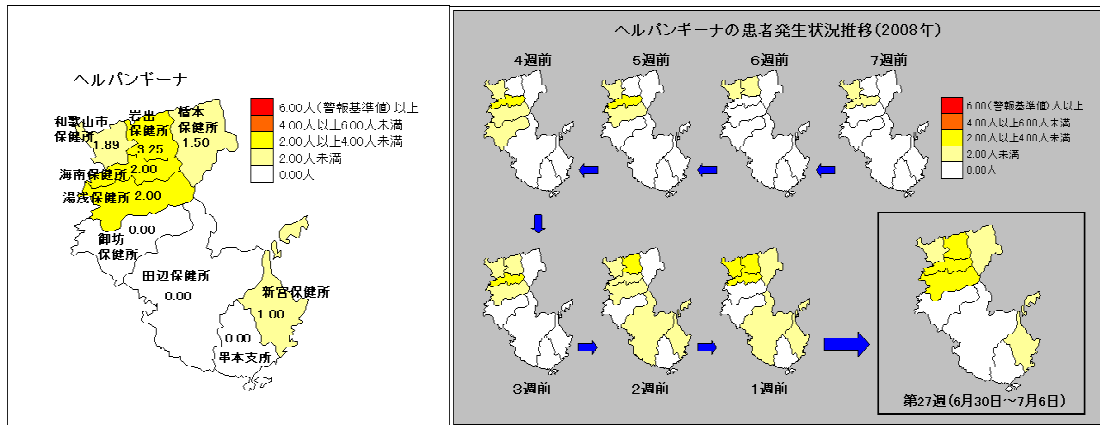 ヘルパンギーナ
6.00人(警報基準値)以上
4.00人以上6.00人未満
2.00人以上4.00人未満
2.00人未満
0.00人
和歌山市
保健所
1.89
岩出
保健所
3.25
橋本
保健所
1.50
海南保健所
2.00
湯浅保健所
2.00
0.00
御坊
保健所
田辺保健所
0.00
新宮保健所
1.00
0.00
串本支所
ヘルパンギーナの患者発生状況推移(2008年)
4週前
5週前
6週前
7週前
6.00(警報基準値)人以上
4.00人以上6.00人未満
2.00人以上4.00人未満
2.00人未満
0.00人
3週前
2週前
1週前
第27週(6月30日~7月6日)